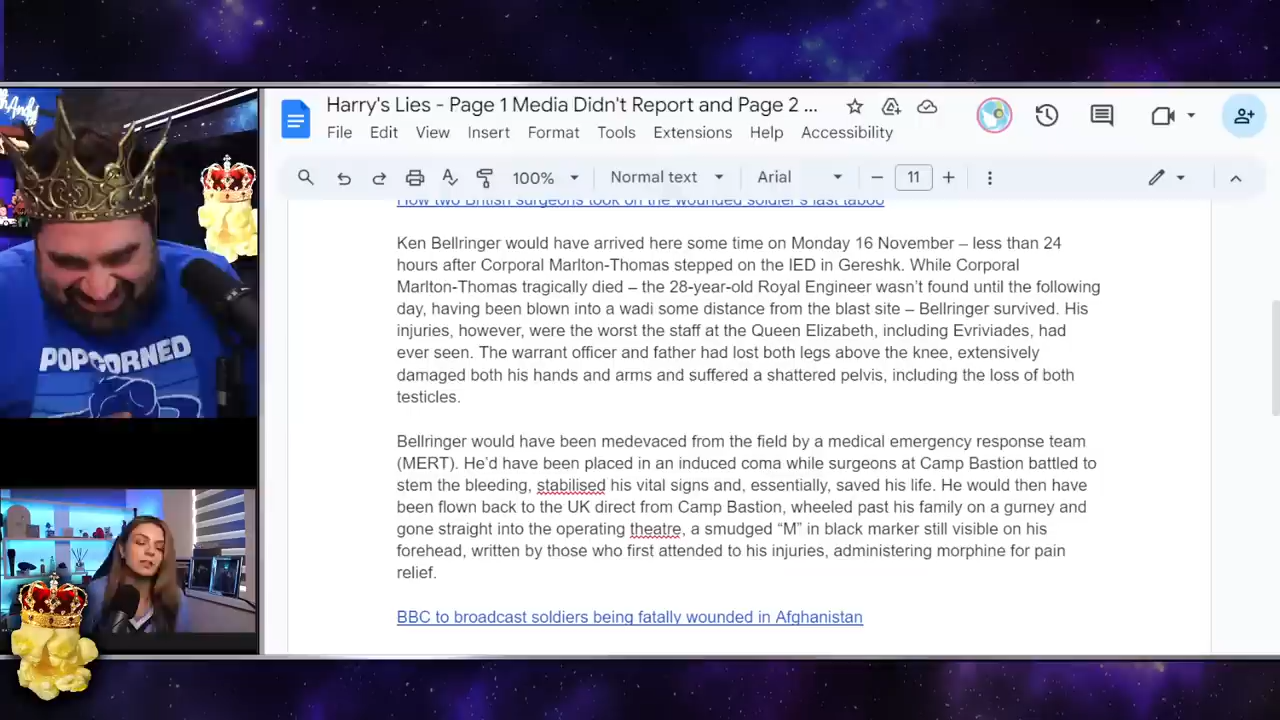 Harry's Lies - Page 1 Media Didn't Report and Page 2 ...
File Edit View Insert Format Tools Extensions Help Accessibility
100% Normal text Arial 11
How two British surgeons took on the wounded soldier's last taboo
Ken Bellringer would have arrived here some time on Monday 16 November – less than 24
hours after Corporal Marlton-Thomas stepped on the IED in Gereshk. While Corporal
Marlton-Thomas tragically died – the 28-year-old Royal Engineer wasn’t found until the following
day, having been blown into a wadi some distance from the blast site – Bellringer survived. His
injuries, however, were the worst the staff at the Queen Elizabeth, including Evriviades, had
ever seen. The warrant officer and father had lost both legs above the knee, extensively
damaged both his hands and arms and suffered a shattered pelvis, including the loss of both
testicles.
Bellringer would have been medevaced from the field by a medical emergency response team
(MERT). He’d have been placed in an induced coma while surgeons at Camp Bastion battled to
stem the bleeding, stabilised his vital signs and, essentially, saved his life. He would then have
been flown back to the UK direct from Camp Bastion, wheeled past his family on a gurney and
gone straight into the operating theatre, a smudged “M” in black marker still visible on his
forehead, written by those who first attended to his injuries, administering morphine for pain
relief.
BBC to broadcast soldiers being fatally wounded in Afghanistan
POPCORNED